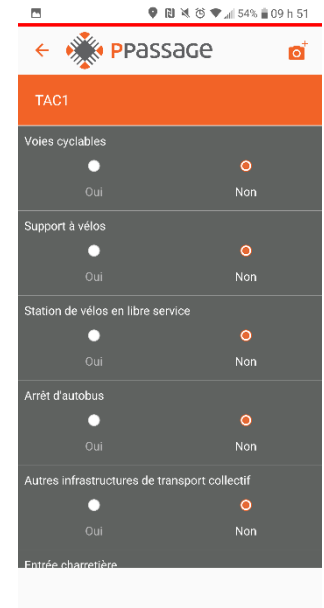 54% 09 h 51
PPassage
TAC1
Voies cyclables
Oui Non
Support à vélos
Oui Non
Station de vélos en libre service
Oui Non
Arrêt d'autobus
Oui Non
Autres infrastructures de transport collectif
Oui Non
Entrée charretière